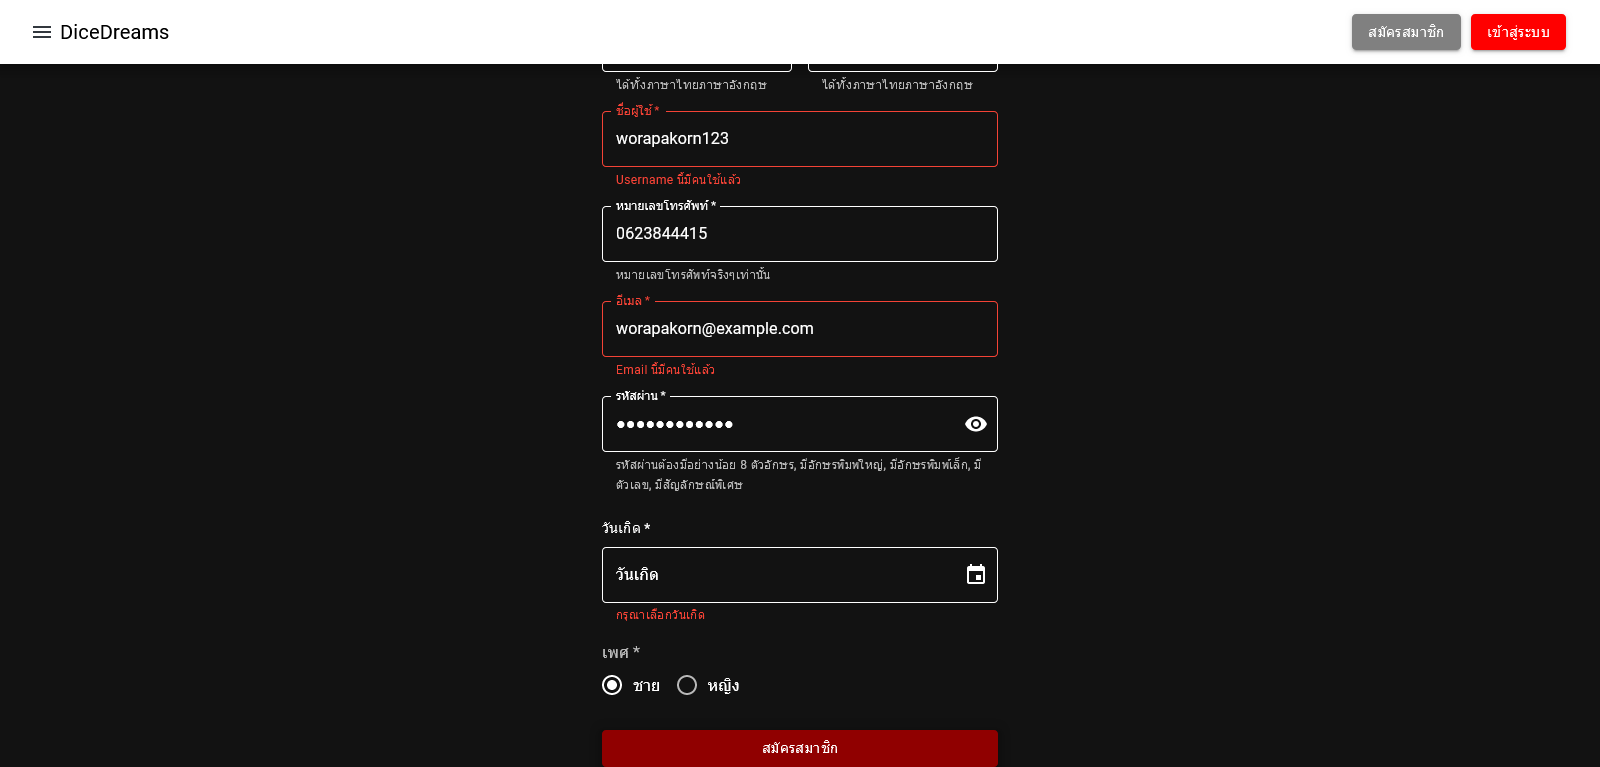 DiceDreams
สมัครสมาชิก
เข้าสู่ระบบ
ได้ทั้งภาษาไทยภาษาอังกฤษ
ได้ทั้งภาษาไทยภาษาอังกฤษ
ชื่อผู้ใช้ *
worapakorn123
Username นี้มีคนใช้แล้ว
หมายเลขโทรศัพท์ *
0623844415
หมายเลขโทรศัพท์จริงๆเท่านั้น
อีเมล *
worapakorn@example.com
Email นี้มีคนใช้แล้ว
รหัสผ่าน *
••••••••••••
รหัสผ่านต้องมีอย่างน้อย 8 ตัวอักษร, มีอักษรพิมพ์ใหญ่, มีอักษรพิมพ์เล็ก, มี
ตัวเลข, มีสัญลักษณ์พิเศษ
วันเกิด *
วันเกิด
กรุณาเลือกวันเกิด
เพศ *
ชาย
หญิง
สมัครสมาชิก